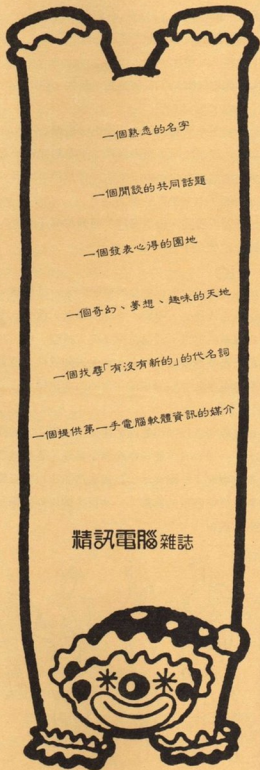 一個熟悉的名字
一個閒談的共同話題
一個發表心得的園地
一個奇幻、夢想、趣味的天地
一個找尋「有沒有新的」的代名詞
一個提供第一手電腦軟體資訊的媒介
精訊電腦雜誌